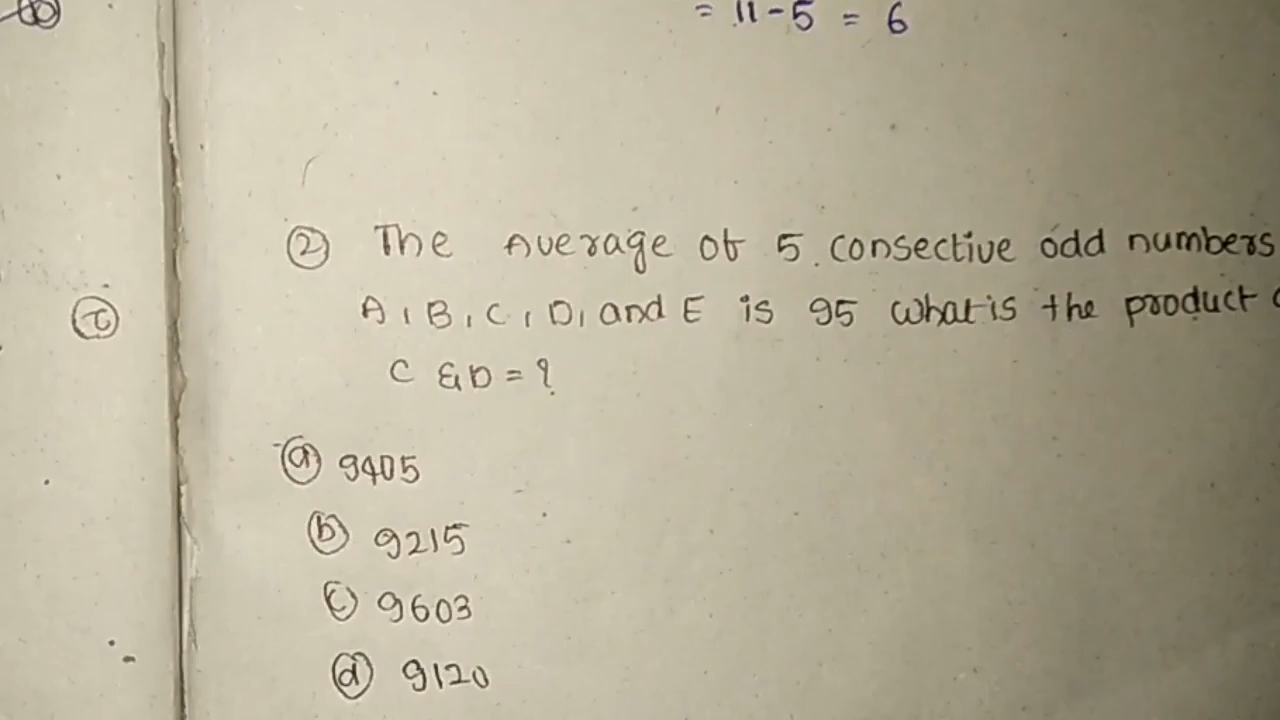 = 11 - 5 = 6
② The Average of 5 consective odd numbers
A, B, C, D, and E is 95 what is the product
C & D = ?
ⓐ 9405
ⓑ 9215
ⓒ 9603
ⓓ 9120